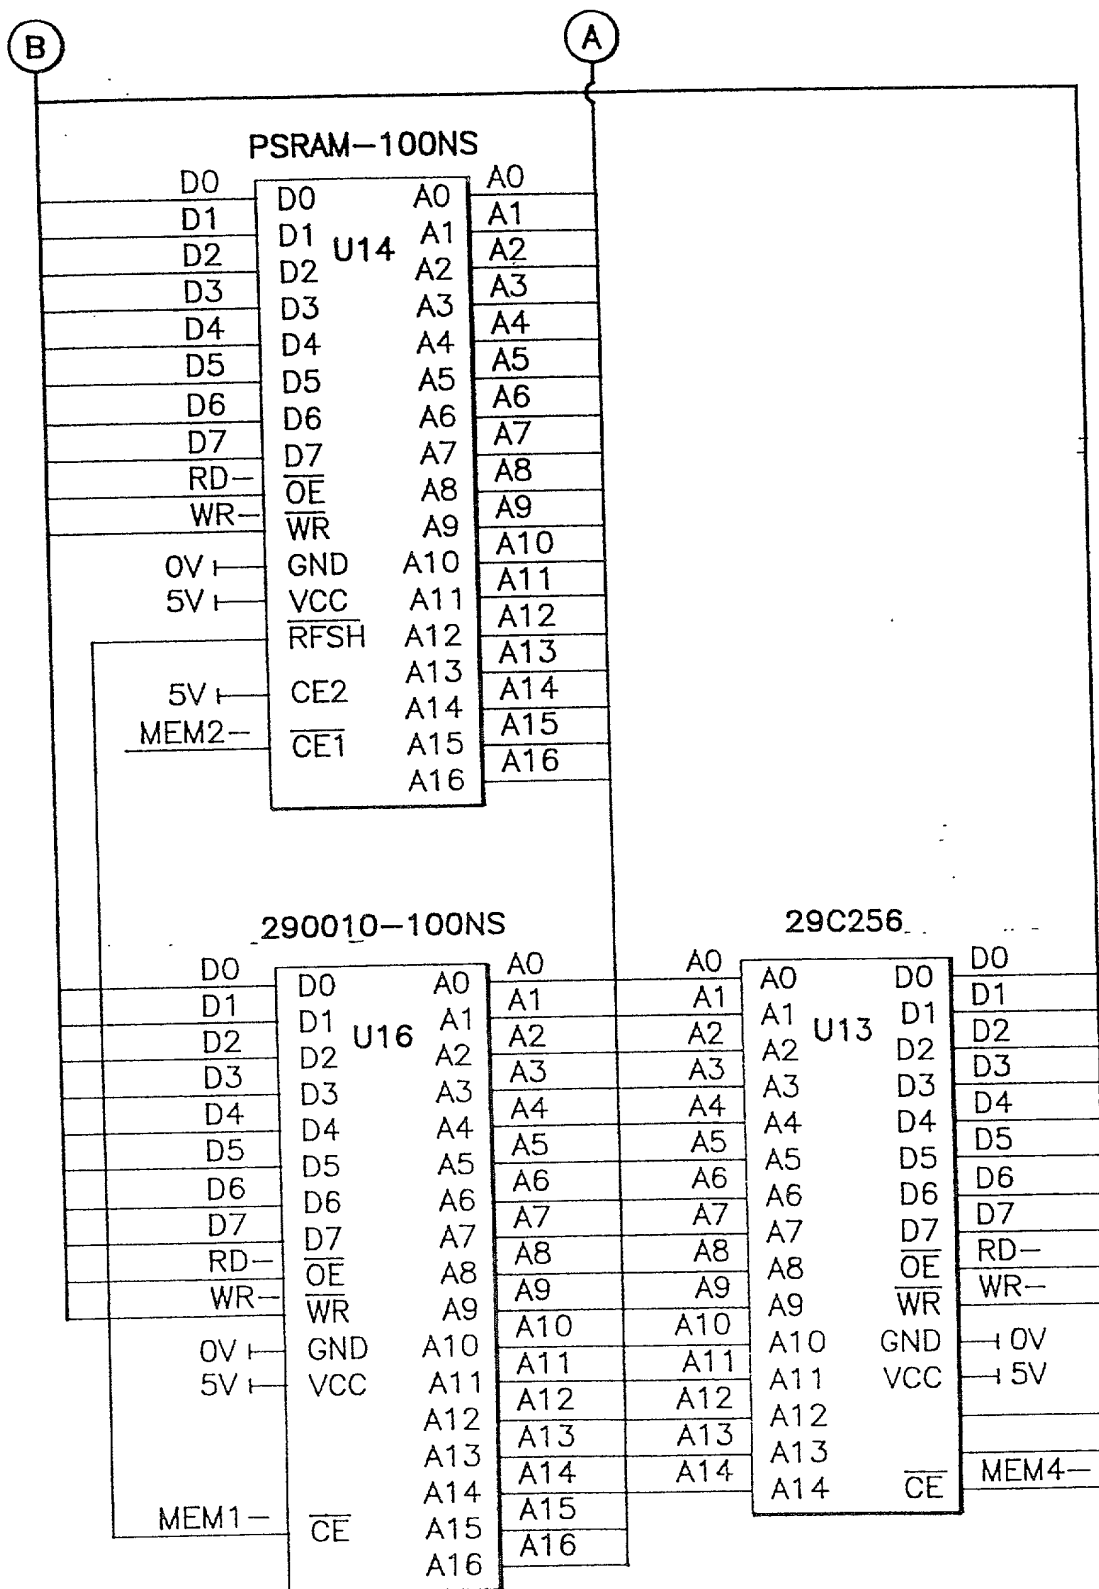 B A
PSRAM-100NS
D0 D0 A0 A0
D1 D1 U14 A1 A1
D2 D2 A2 A2
D3 D3 A3 A3
D4 D4 A4 A4
D5 D5 A5 A5
D6 D6 A6 A6
D7 D7 A7 A7
RD- OE A8 A8
WR- WR A9 A9
0V GND A10 A10
5V VCC A11 A11
RFSH A12 A12
A13 A13
5V CE2 A14 A14
MEM2- CE1 A15 A15
A16 A16
290010-100NS 29C256
D0 D0 A0 A0 A0 A0 D0 D0
D1 D1 U16 A1 A1 A1 A1 U13 D1 D1
D2 D2 A2 A2 A2 A2 D2 D2
D3 D3 A3 A3 A3 A3 D3 D3
D4 D4 A4 A4 A4 A4 D4 D4
D5 D5 A5 A5 A5 A5 D5 D5
D6 D6 A6 A6 A6 A6 D6 D6
D7 D7 A7 A7 A7 A7 D7 D7
RD- OE A8 A8 A8 A8 OE RD-
WR- WR A9 A9 A9 A9 WR WR-
0V GND A10 A10 A10 A10 GND 0V
5V VCC A11 A11 A11 A11 VCC 5V
A12 A12 A12 A12
A13 A13 A13 A13
A14 A14 A14 A14 CE MEM4-
MEM1- CE A15 A15
A16 A16